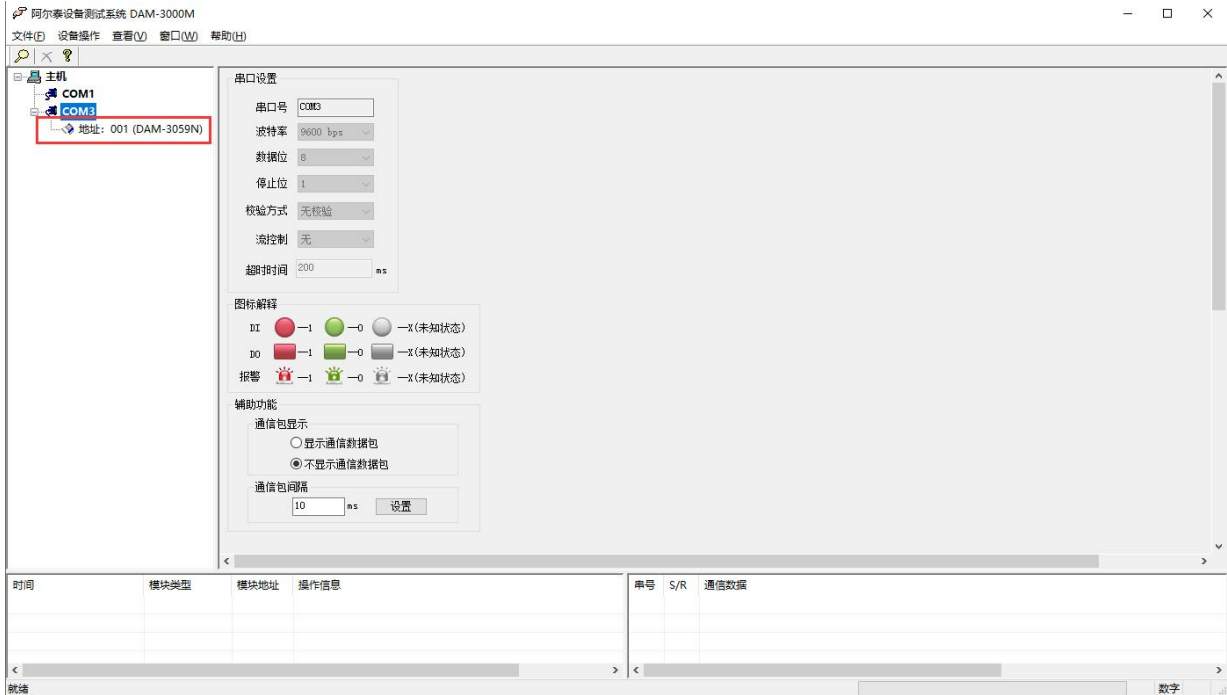 阿尔泰设备测试系统 DAM-3000M
文件(F) 设备操作 查看(V) 窗口(W) 帮助(H)
主机
COM1
COM3
地址：001 (DAM-3059N)
串口设置
串口号 COM3
波特率 9600 bps
数据位 8
停止位 1
校验方式 无校验
流控制 无
超时时间 200 ms
图标解释
DI —1 —0 —X(未知状态)
DO —1 —0 —X(未知状态)
报警 —1 —0 —X(未知状态)
辅助功能
通信包显示
显示通信数据包
不显示通信数据包
通信包间隔
10 ms 设置
时间 模块类型 模块地址 操作信息
串号 S/R 通信数据
就绪
数字